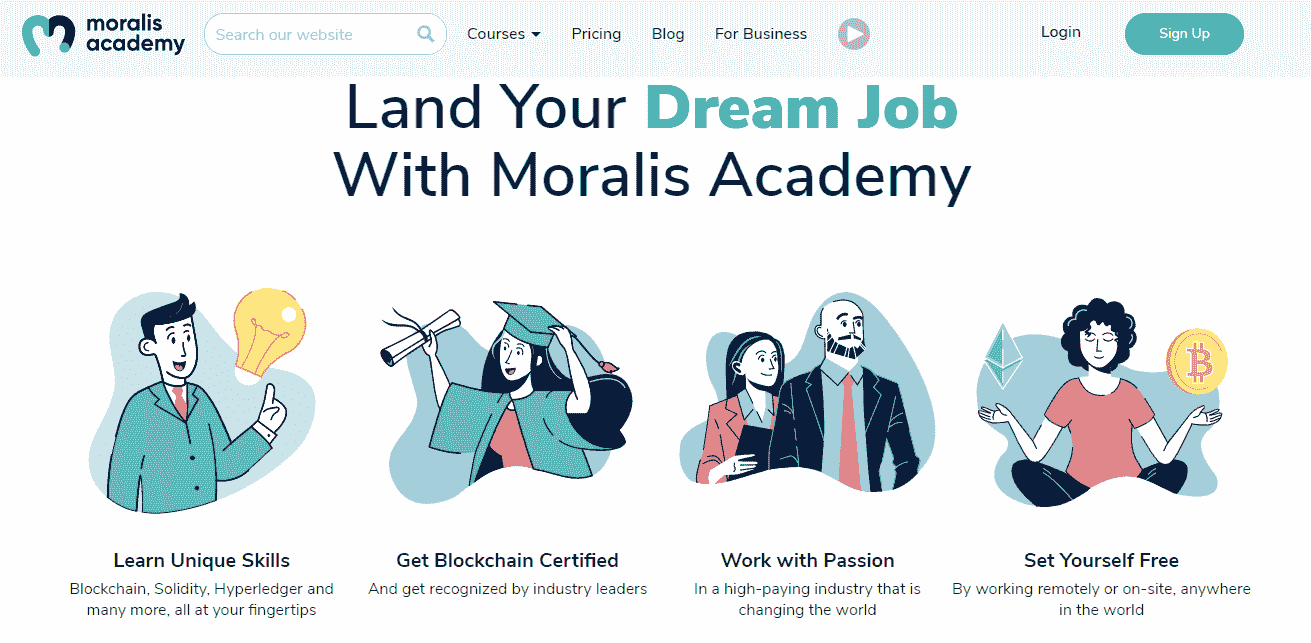 moralis
academy
Search our website
Courses
Pricing
Blog
For Business
Login
Sign Up
Land Your Dream Job
With Moralis Academy
Learn Unique Skills
Blockchain, Solidity, Hyperledger and
many more, all at your fingertips
Get Blockchain Certified
And get recognized by industry leaders
Work with Passion
In a high-paying industry that is
changing the world
Set Yourself Free
By working remotely or on-site, anywhere
in the world